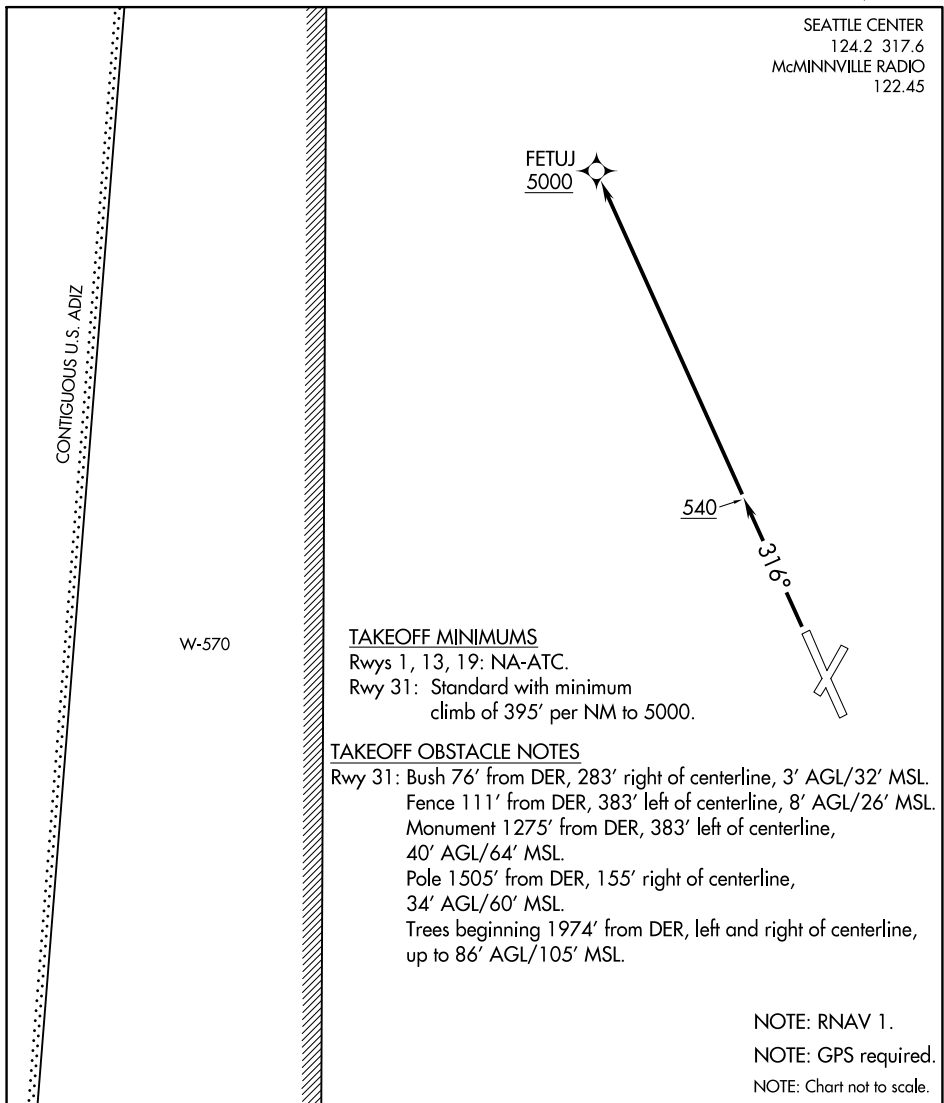 SEATTLE CENTER
124.2 317.6
McMINNVILLE RADIO
122.45
FETUJ
5000
CONTIGUOUS U.S. ADIZ
540
316°
W-570
TAKEOFF MINIMUMS
Rwys 1, 13, 19: NA-ATC.
Rwy 31: Standard with minimum
climb of 395' per NM to 5000.
TAKEOFF OBSTACLE NOTES
Rwy 31: Bush 76' from DER, 283' right of centerline, 3' AGL/32' MSL.
Fence 111' from DER, 383' left of centerline, 8' AGL/26' MSL.
Monument 1275' from DER, 383' left of centerline,
40' AGL/64' MSL.
Pole 1505' from DER, 155' right of centerline,
34' AGL/60' MSL.
Trees beginning 1974' from DER, left and right of centerline,
up to 86' AGL/105' MSL.
NOTE: RNAV 1.
NOTE: GPS required.
NOTE: Chart not to scale.